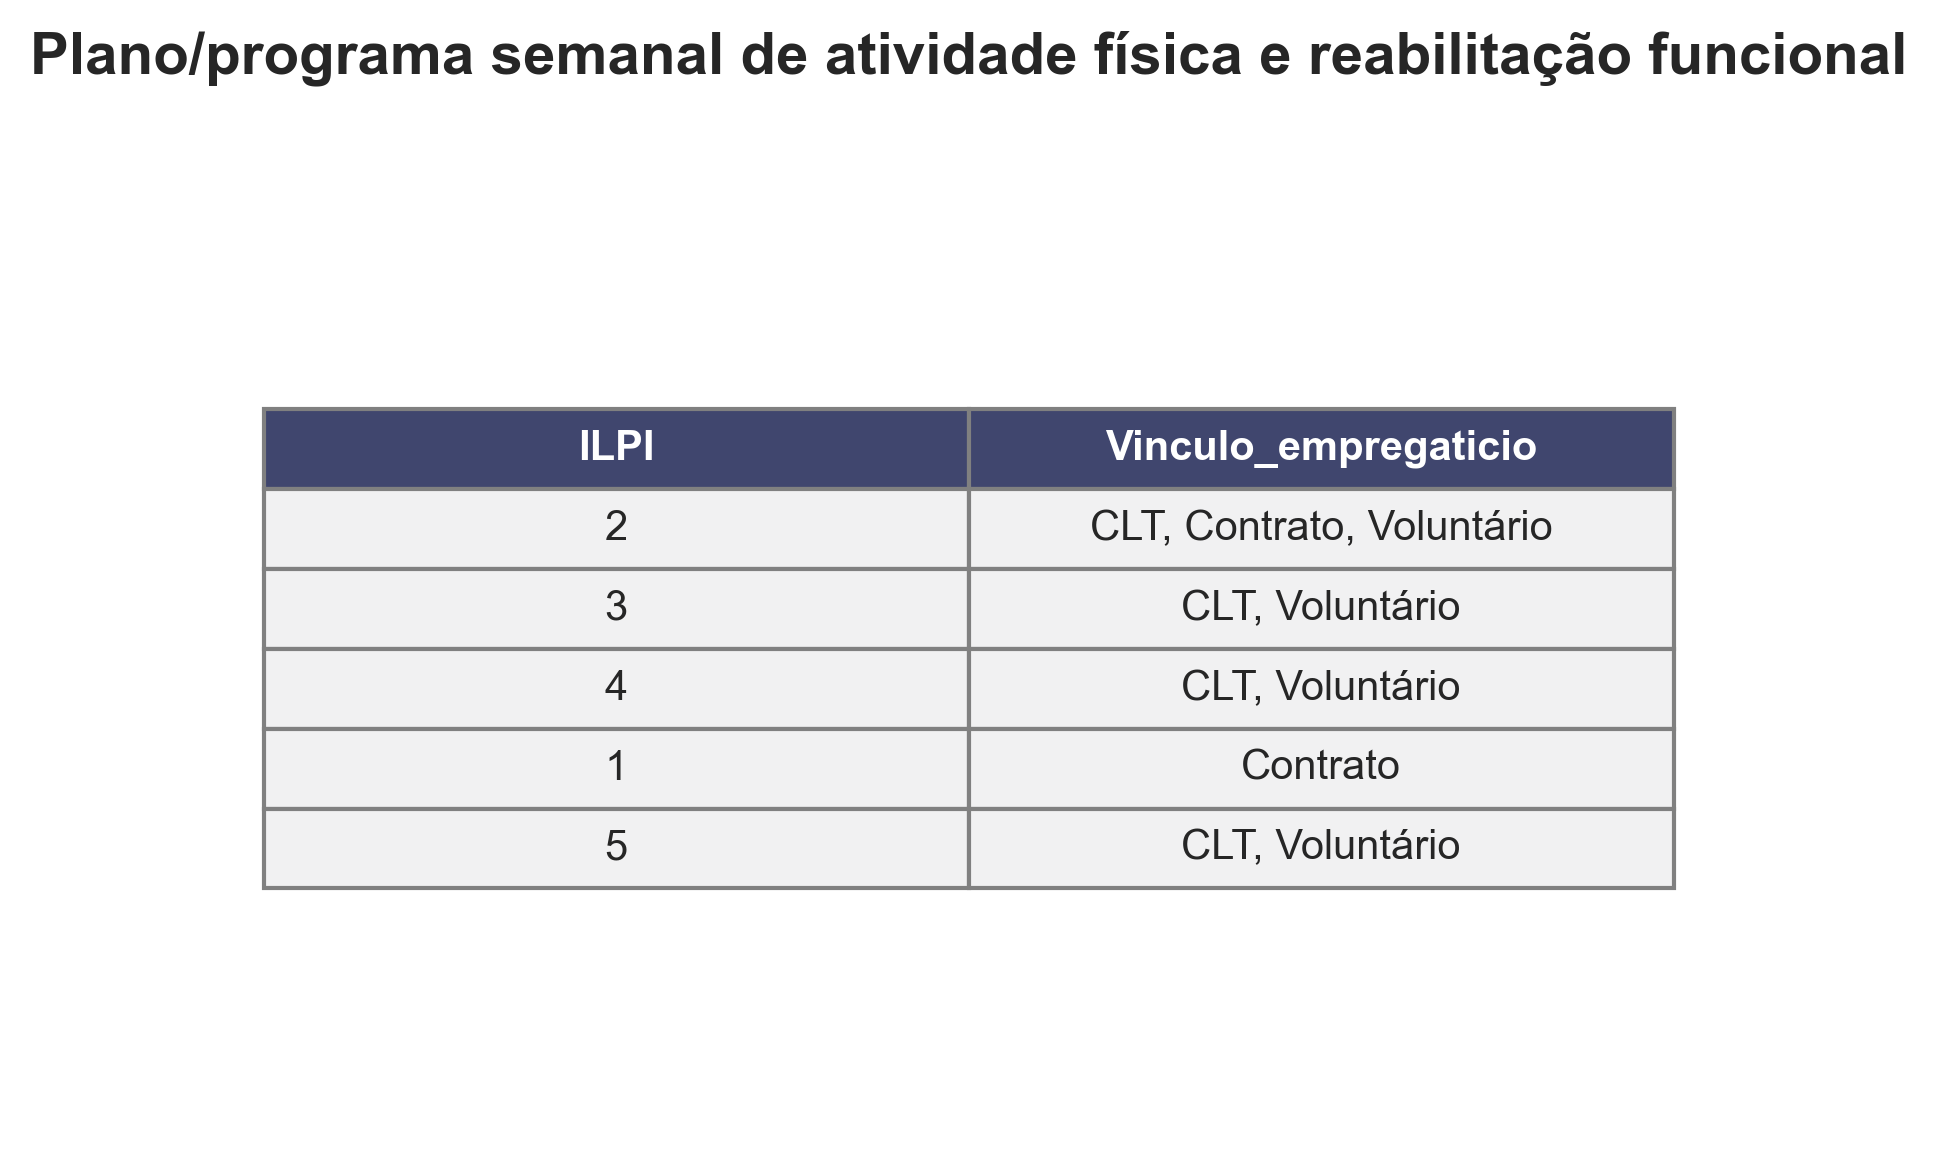 Plano/programa semanal de atividade física e reabilitação funcional
ILPI Vinculo_empregaticio
2 CLT, Contrato, Voluntário
3 CLT, Voluntário
4 CLT, Voluntário
1 Contrato
5 CLT, Voluntário